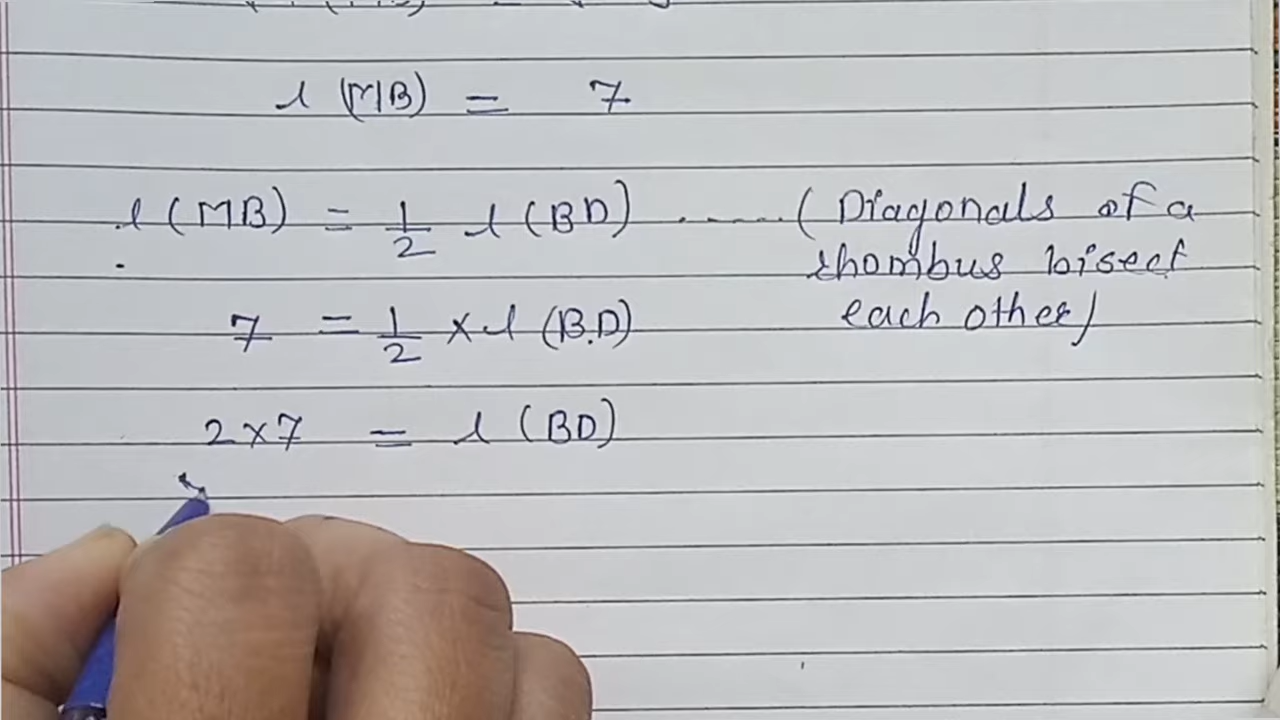 l (MB) = 7
l (MB) = 1/2 l (BD) ...... ( Diagonals of a
rhombus bisect
each other)
7 = 1/2 × l (B.D)
2 × 7 = l (BD)